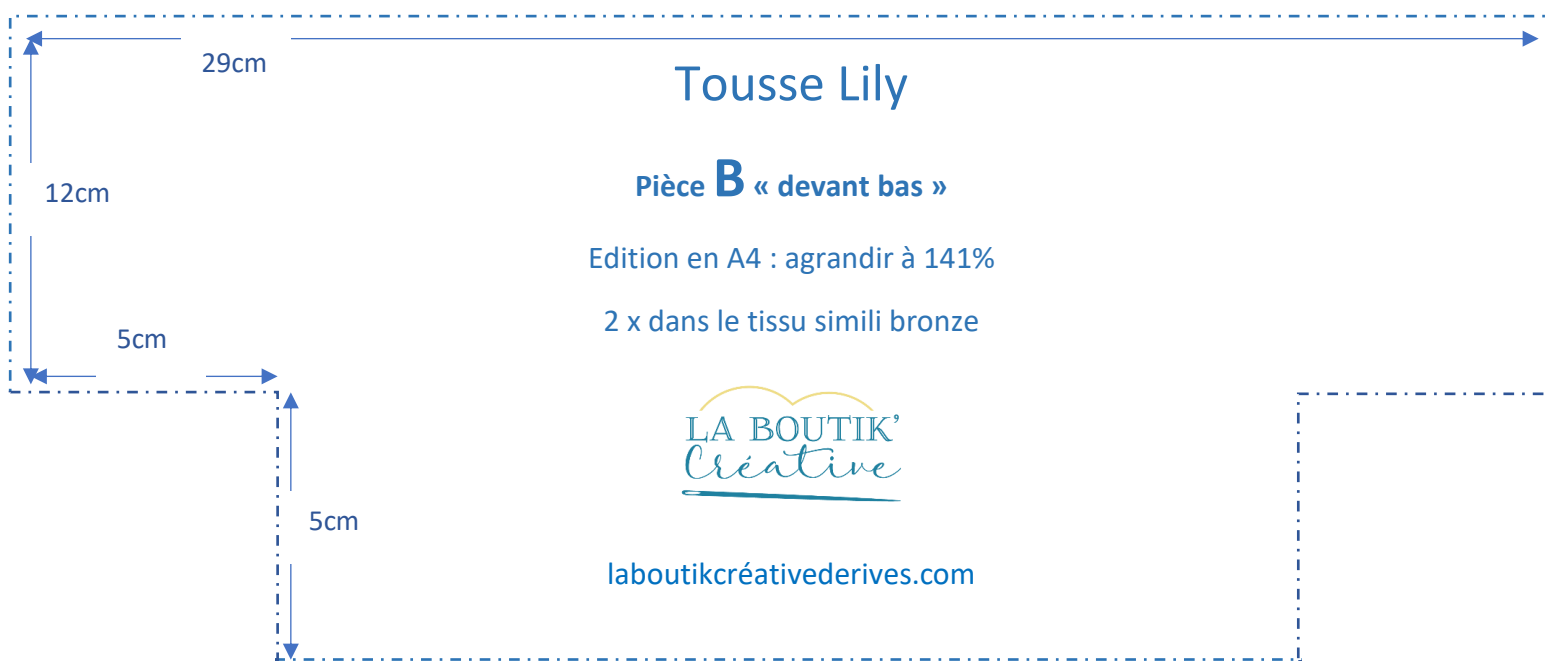 29cm
Tousse Lily
12cm
Pièce B « devant bas »
Edition en A4 : agrandir à 141%
2 x dans le tissu simili bronze
5cm
LA BOUTIK'
Créative
5cm
laboutikcréativederives.com